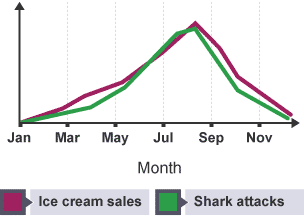 Jan Mar May Jul Sep Nov
Month
Ice cream sales Shark attacks